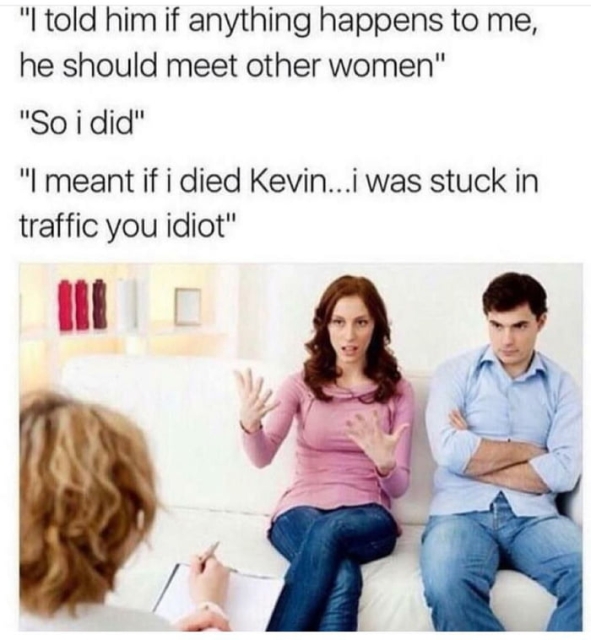 "I told him if anything happens to me,
he should meet other women"
"So i did"
"I meant if i died Kevin...i was stuck in
traffic you idiot"